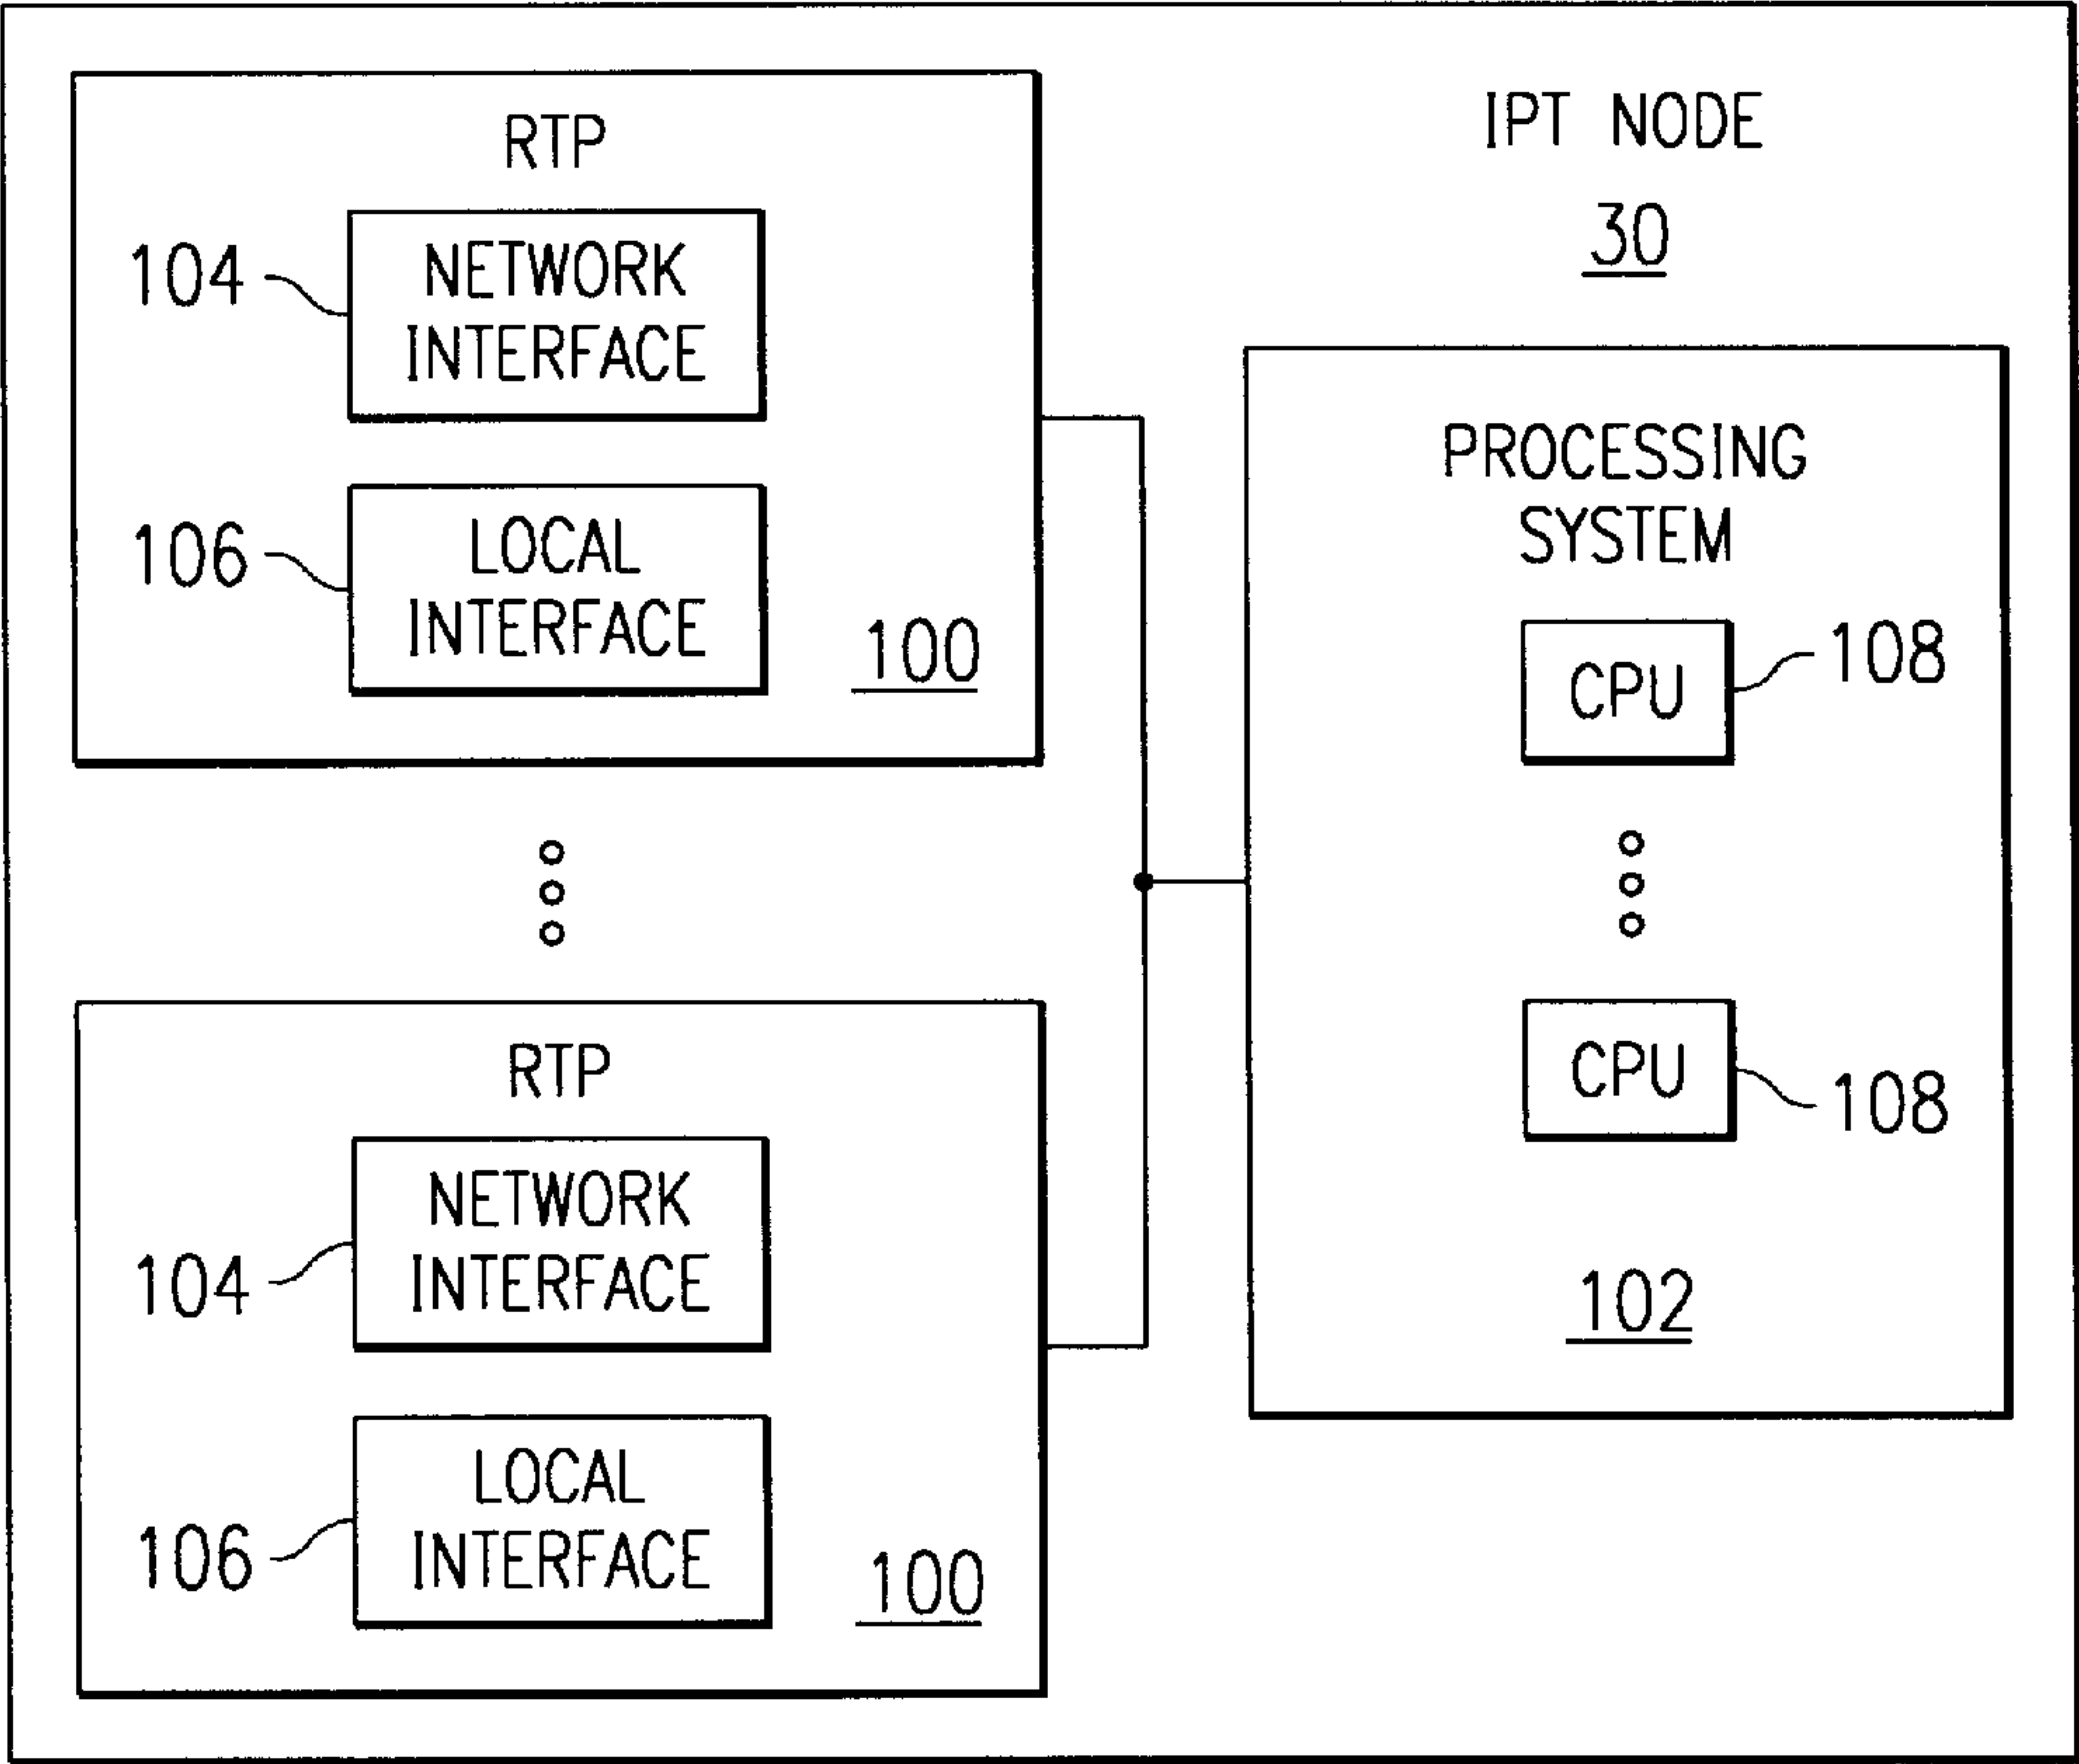 IPT NODE
30
RTP
104
NETWORK
INTERFACE
106
LOCAL
INTERFACE
100
RTP
104
NETWORK
INTERFACE
106
LOCAL
INTERFACE
100
PROCESSING
SYSTEM
CPU
108
CPU
108
102